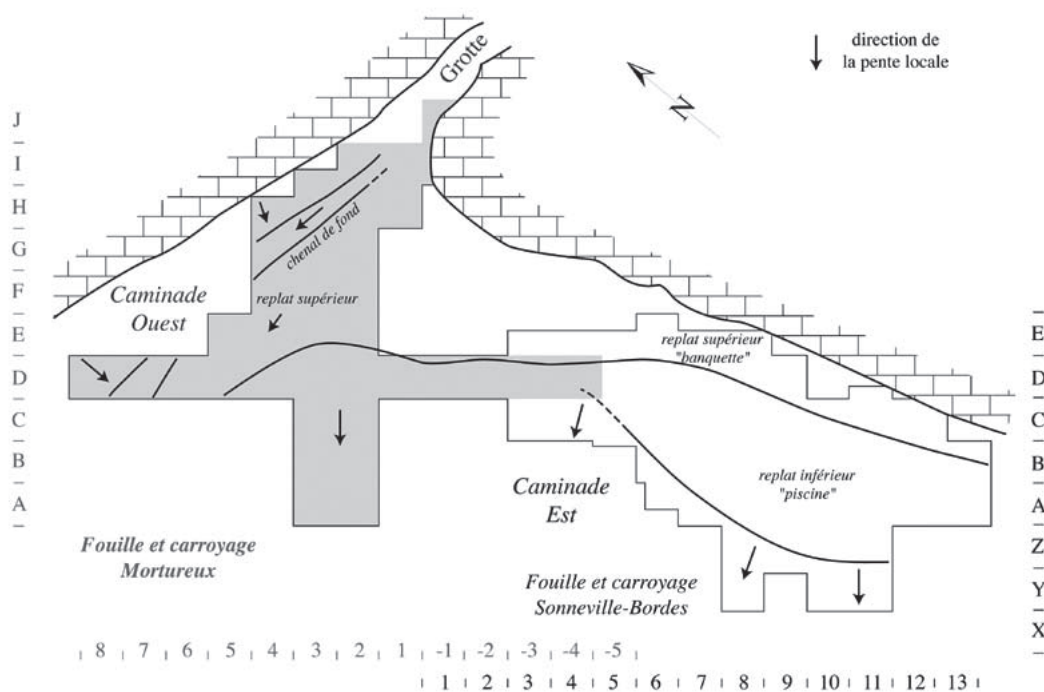 Grotte
direction de
la pente locale
N
J
I
H
G
F
E
D
C
B
A
chenal de fond
Caminade
Ouest
replat supérieur
replat supérieur
"banquette"
E
D
C
B
A
Z
Y
X
replat inférieur
"piscine"
Caminade
Est
Fouille et carroyage
Mortureux
Fouille et carroyage
Sonneville-Bordes
8 7 6 5 4 3 2 1 -1 -2 -3 -4 -5
1 2 3 4 5 6 7 8 9 10 11 12 13